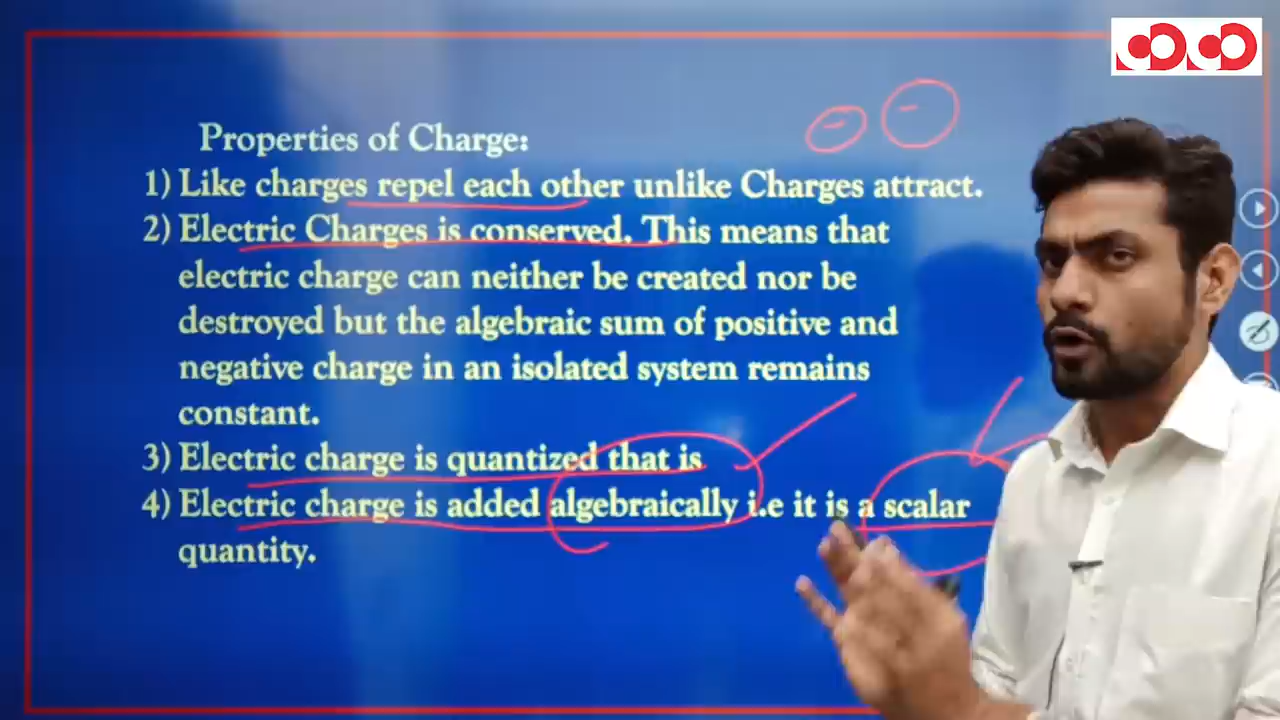 Properties of Charge:
1) Like charges repel each other unlike Charges attract.
2) Electric Charges is conserved. This means that
electric charge can neither be created nor be
destroyed but the algebraic sum of positive and
negative charge in an isolated system remains
constant.
3) Electric charge is quantized that is
4) Electric charge is added algebraically i.e it is a scalar
quantity.